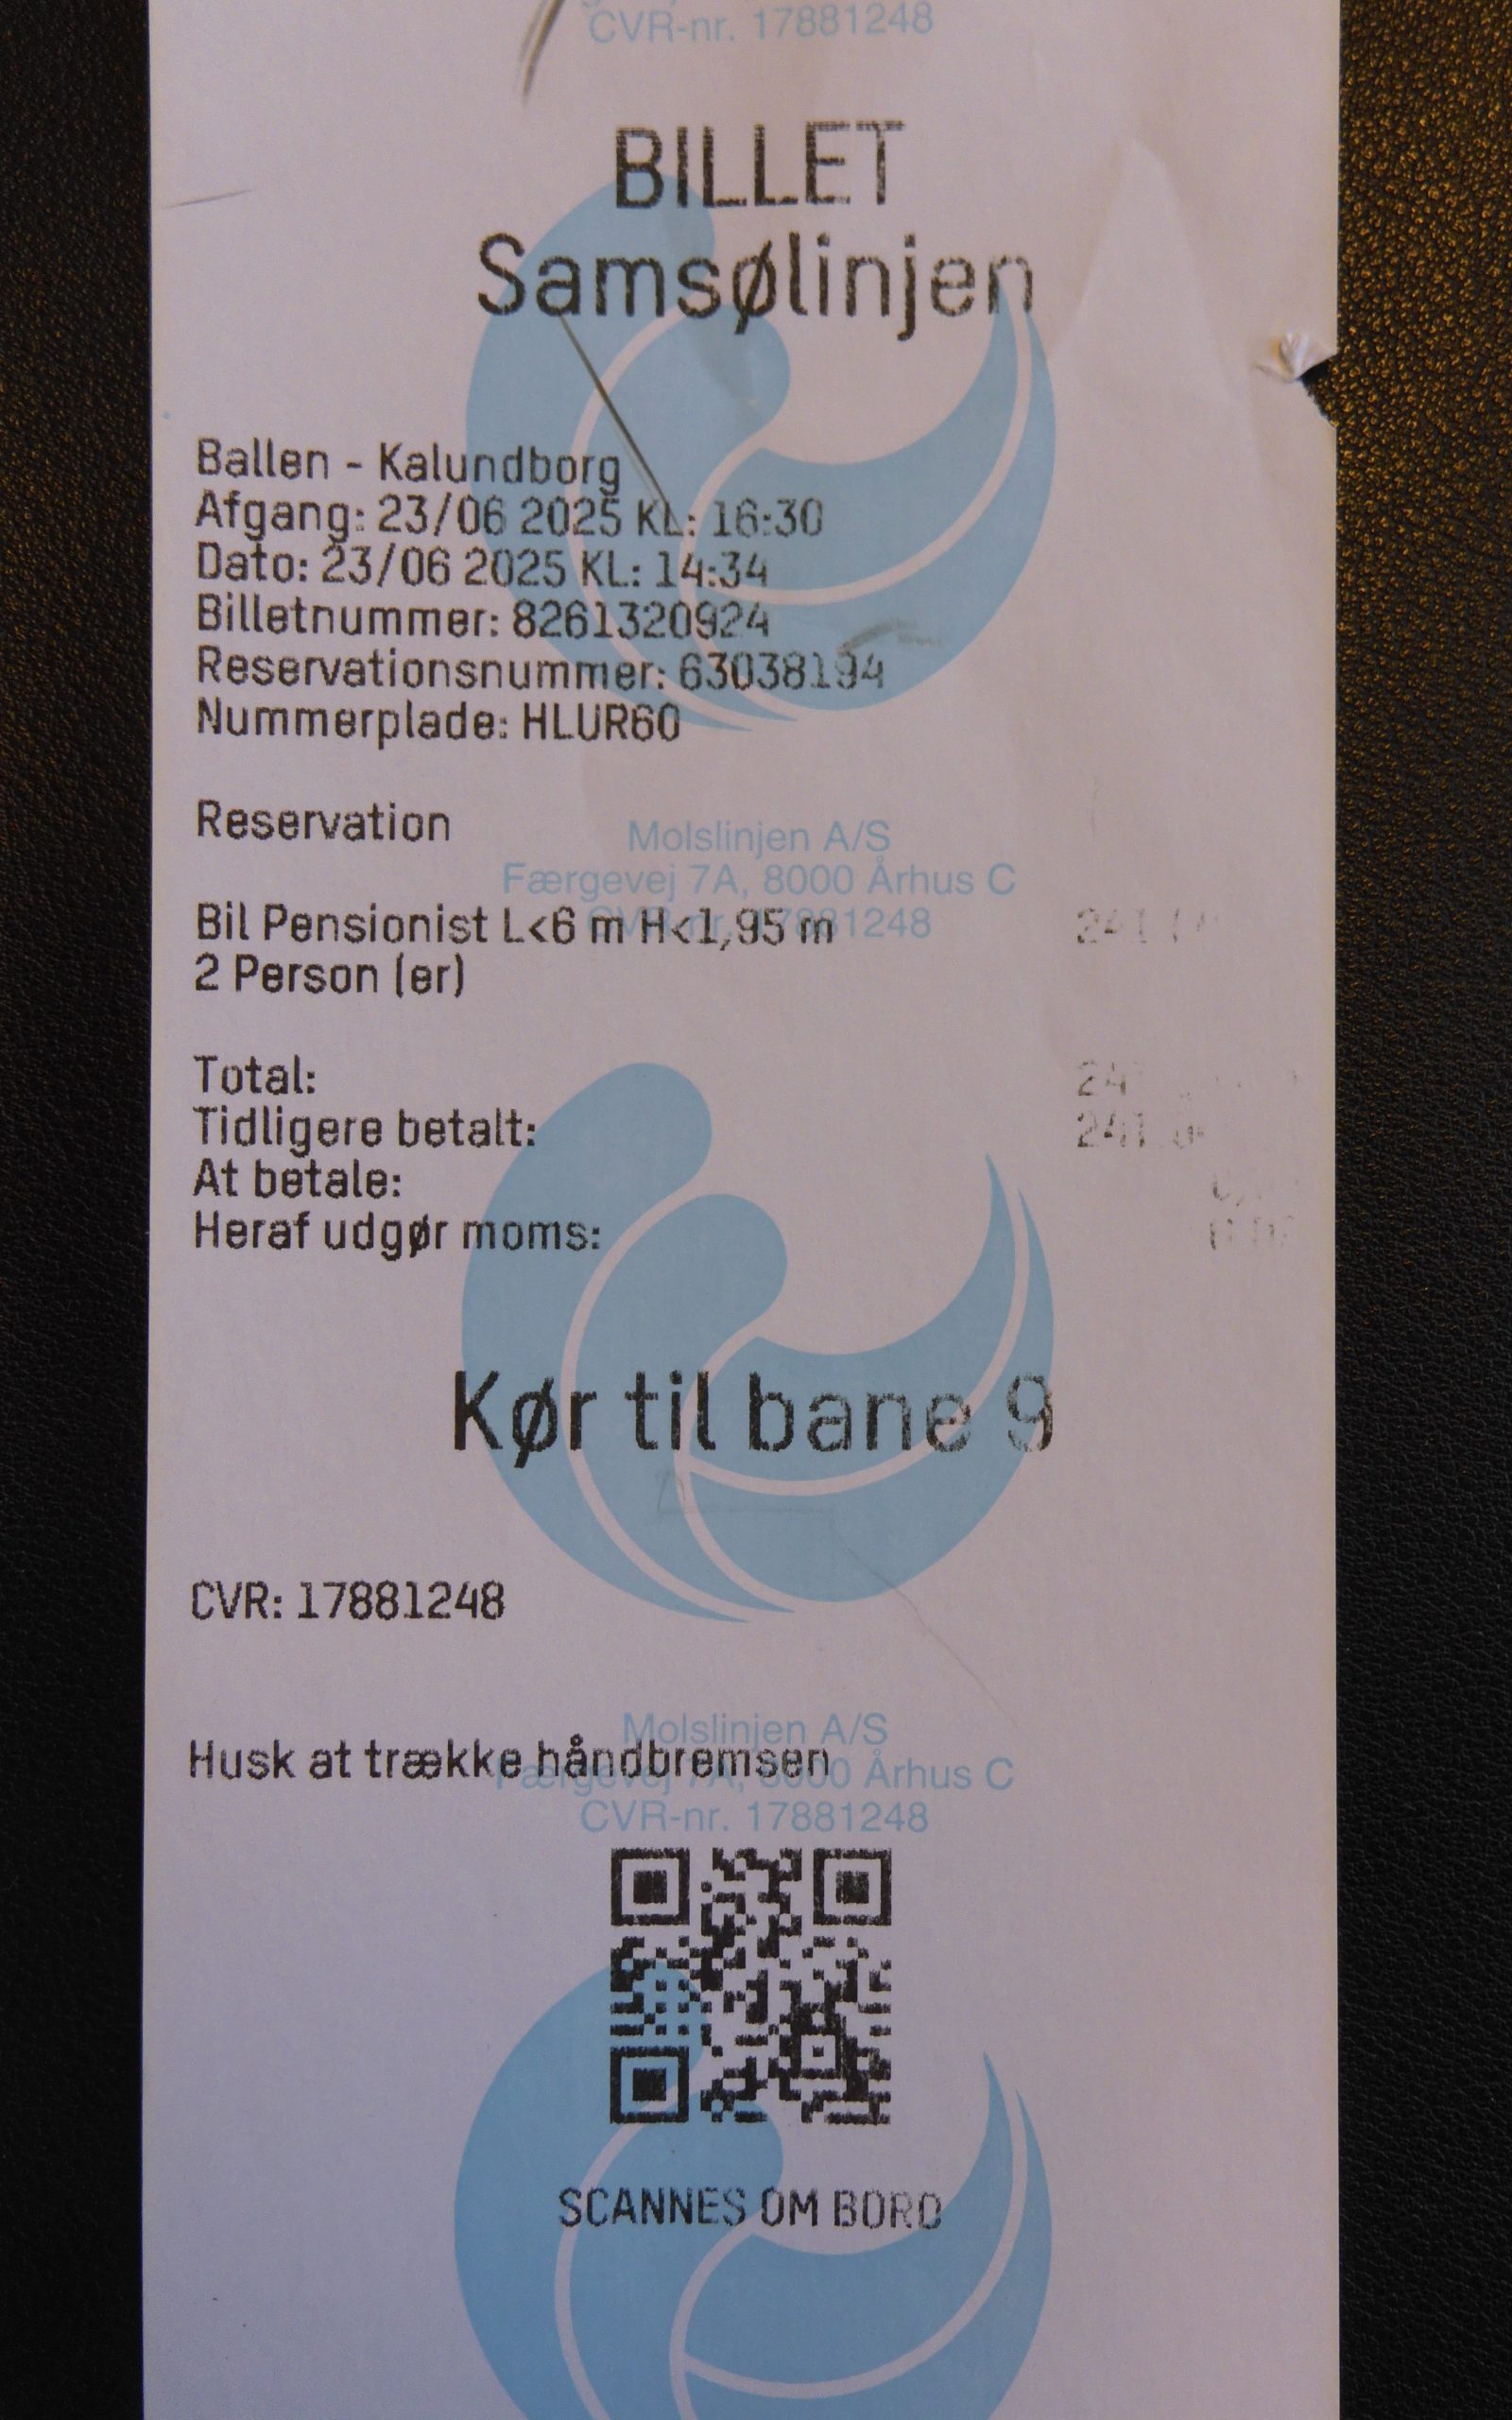 CVR-nr. 17881248
BILLET
Samsølinjen
Ballen - Kalundborg
Afgang: 23/06 2025 KL: 16:30
Dato: 23/06 2025 KL: 14:34
Billetnummer: 8261320924
Reservationsnummer: 63038194
Nummerplade: HLUR60
Reservation
Molslinjen A/S
Færgevej 7A, 8000 Århus C
CVR-nr. 17881248
Bil Pensionist L<6 m H<1,95 m
2 Person (er)
Total:
Tidligere betalt:
At betale:
Heraf udgør moms:
Kør til bane 9
CVR: 17881248
Molslinjen A/S
Husk at trække håndbremsen
Færgevej 7A, 8000 Århus C
CVR-nr. 17881248
SCANNES OM BORD